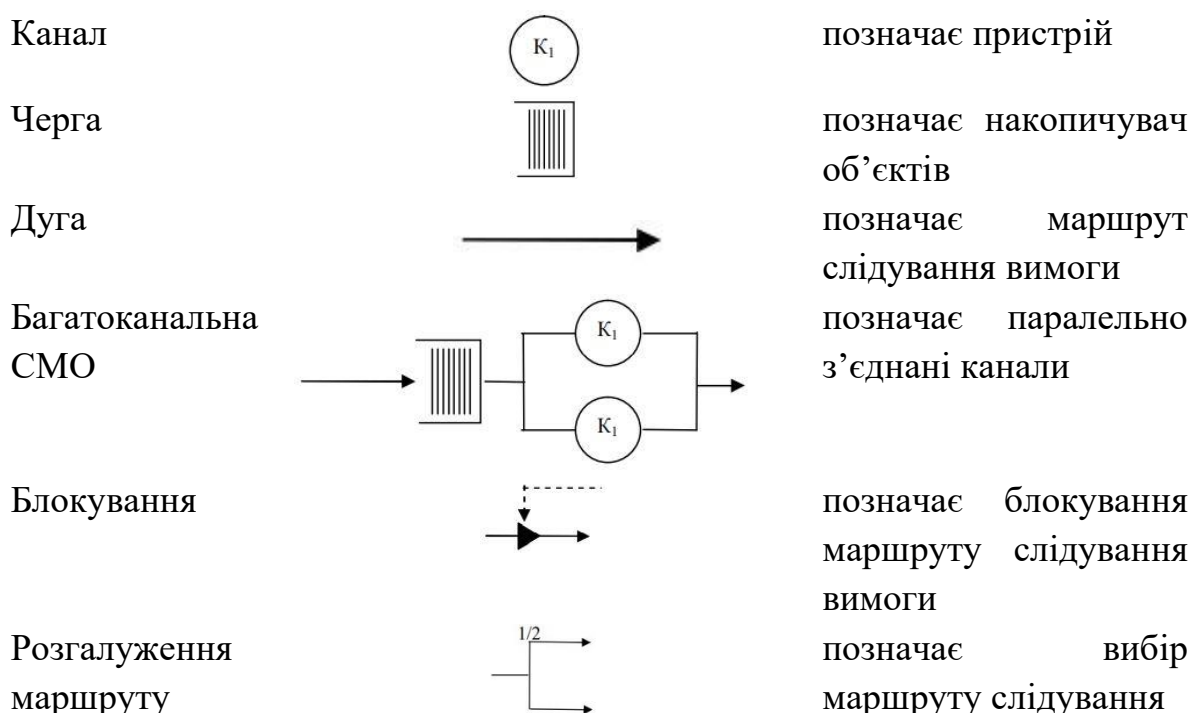 Канал K₁ позначає пристрій
Черга позначає накопичувач
об’єктів
Дуга позначає маршрут
слідування вимоги
Багатоканальна K₁ позначає паралельно
СМО з’єднані канали
K₁
Блокування позначає блокування
маршруту слідування
вимоги
1/2
Розгалуження позначає вибір
маршруту маршруту слідування